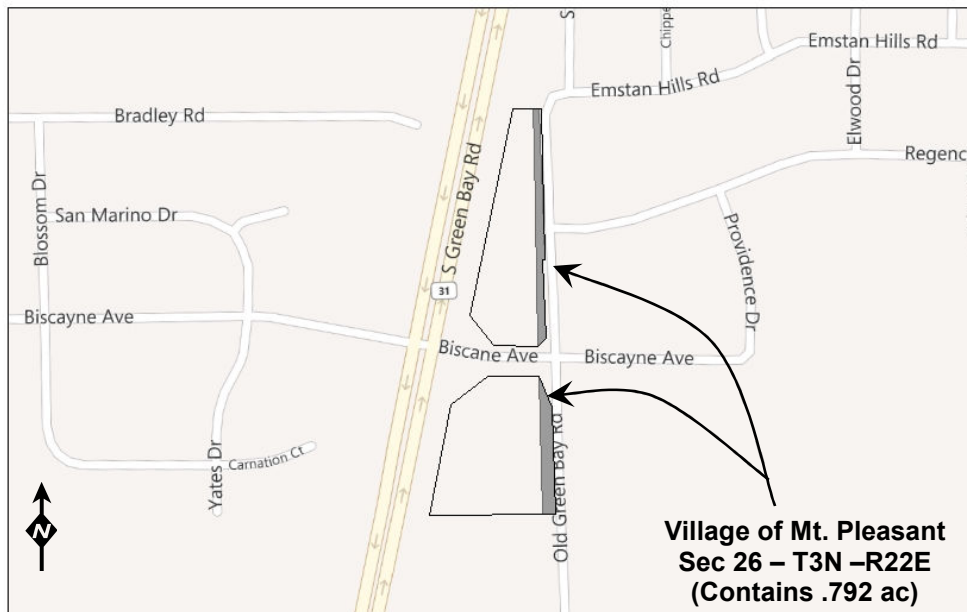 S
Chippe
Emstan Hills Rd
Emstan Hills Rd
Bradley Rd
Elwood Dr
Regenc
S Green Bay Rd
Blossom Dr
San Marino Dr
Providence Dr
31
Biscayne Ave
Biscane Ave
Biscayne Ave
Old Green Bay Rd
Yates Dr
Carnation Ct
N
Village of Mt. Pleasant
Sec 26 – T3N –R22E
(Contains .792 ac)